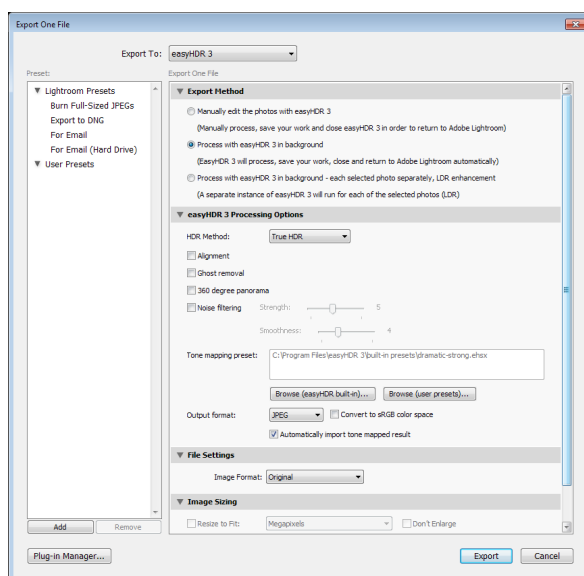 Export One File
Export To: easyHDR 3
Preset:
Export One File
Lightroom Presets
Burn Full-Sized JPEGs
Export to DNG
For Email
For Email (Hard Drive)
User Presets
Export Method
Manually edit the photos with easyHDR 3
(Manually process, save your work and close easyHDR 3 in order to return to Adobe Lightroom)
Process with easyHDR 3 in background
(EasyHDR 3 will process, save your work, close and return to Adobe Lightroom automatically)
Process with easyHDR 3 in background - each selected photo separately, LDR enhancement
(A separate instance of easyHDR 3 will run for each of the selected photos (LDR)
easyHDR 3 Processing Options
HDR Method: True HDR
Alignment
Ghost removal
360 degree panorama
Noise filtering Strength: 5
Smoothness: 4
Tone mapping preset: C:\Program Files\easyHDR 3\built-in presets\dramatic-strong.ehsx
Browse (easyHDR built-in)... Browse (user presets)...
Output format: JPEG Convert to sRGB color space
Automatically import tone mapped result
File Settings
Image Format: Original
Image Sizing
Resize to Fit: Megapixels Don't Enlarge
Add Remove
Plug-in Manager... Export Cancel